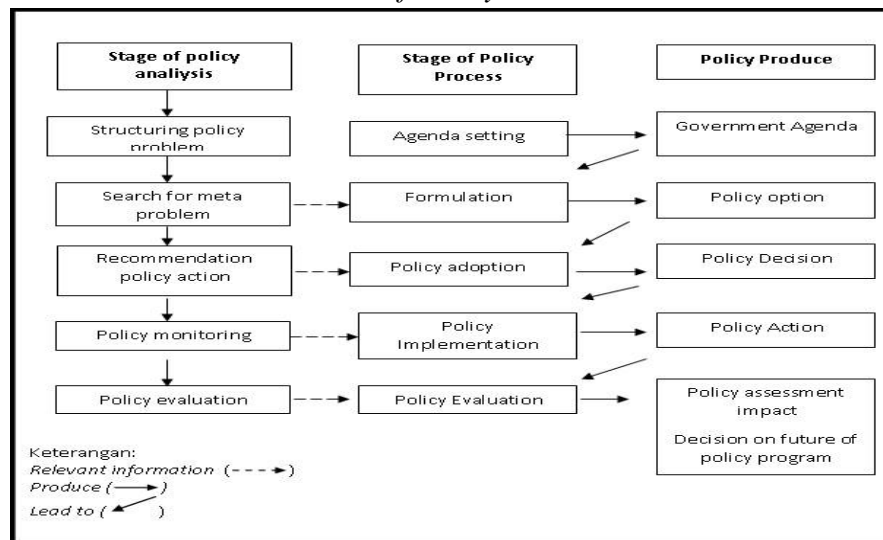 Stage of policy
analiysis
Stage of Policy
Process
Policy Produce
Structuring policy
problem
Agenda setting
Government Agenda
Search for meta
problem
Formulation
Policy option
Recommendation
policy action
Policy adoption
Policy Decision
Policy monitoring
Policy
Implementation
Policy Action
Policy evaluation
Policy Evaluation
Policy assessment
impact
Decision on future of
policy program
Keterangan:
Relevant information ( )
Produce ( )
Lead to ( )